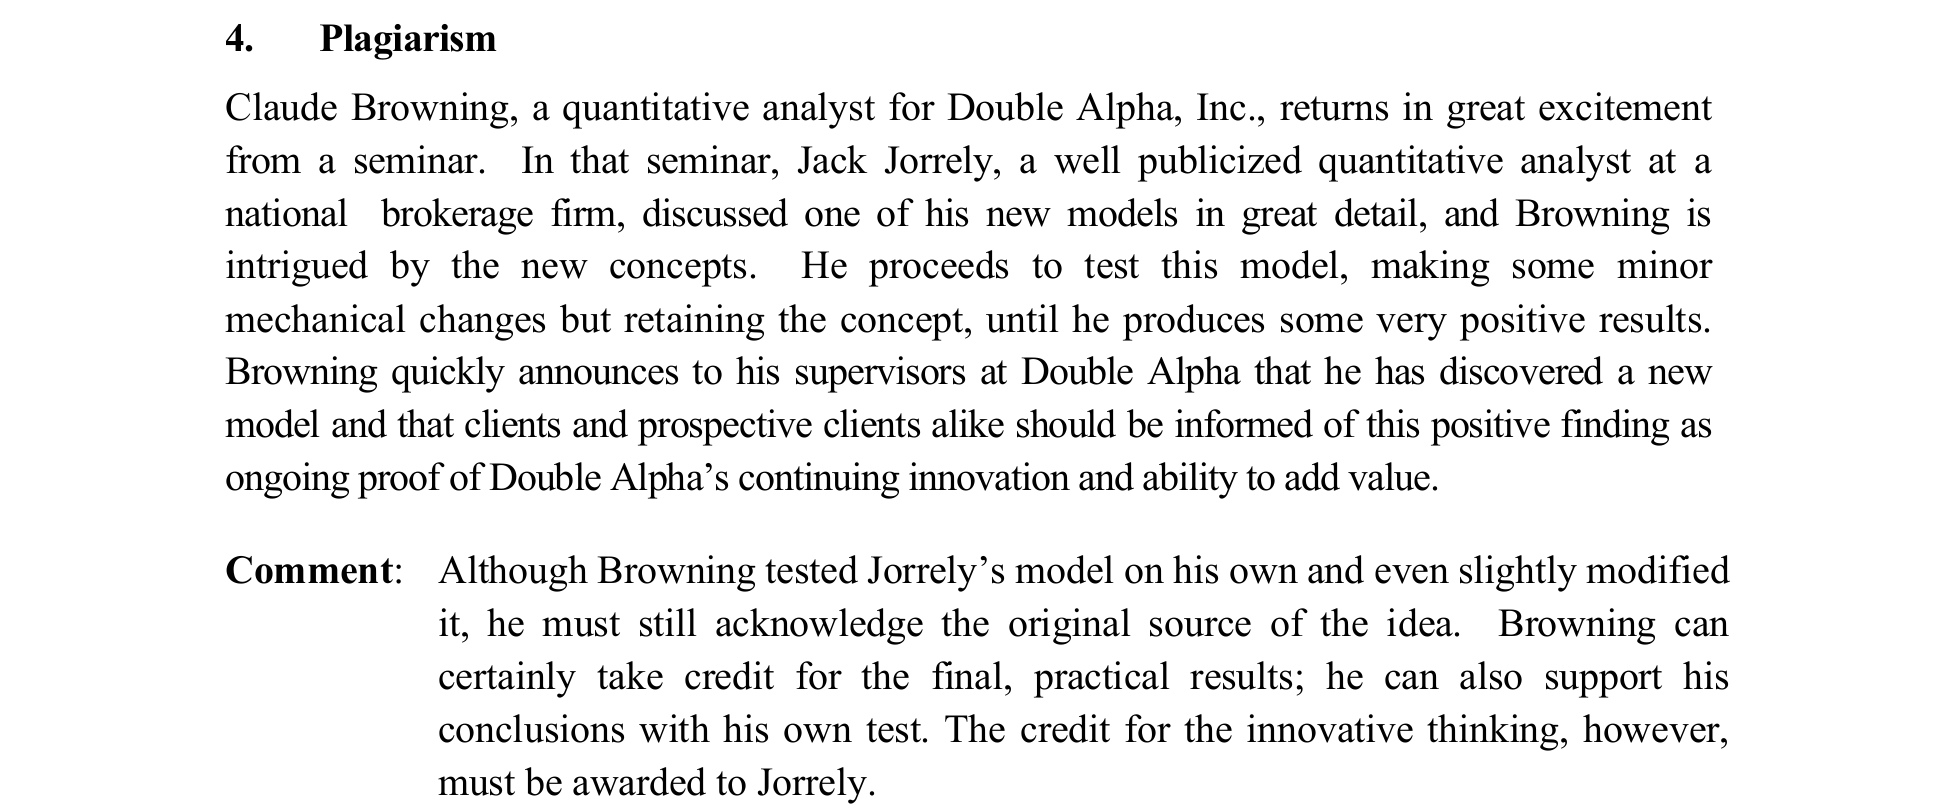 4. Plagiarism
Claude Browning, a quantitative analyst for Double Alpha, Inc., returns in great excitement
from a seminar. In that seminar, Jack Jorrely, a well publicized quantitative analyst at a
national brokerage firm, discussed one of his new models in great detail, and Browning is
intrigued by the new concepts. He proceeds to test this model, making some minor
mechanical changes but retaining the concept, until he produces some very positive results.
Browning quickly announces to his supervisors at Double Alpha that he has discovered a new
model and that clients and prospective clients alike should be informed of this positive finding as
ongoing proof of Double Alpha’s continuing innovation and ability to add value.
Comment: Although Browning tested Jorrely’s model on his own and even slightly modified
it, he must still acknowledge the original source of the idea. Browning can
certainly take credit for the final, practical results; he can also support his
conclusions with his own test. The credit for the innovative thinking, however,
must be awarded to Jorrely.